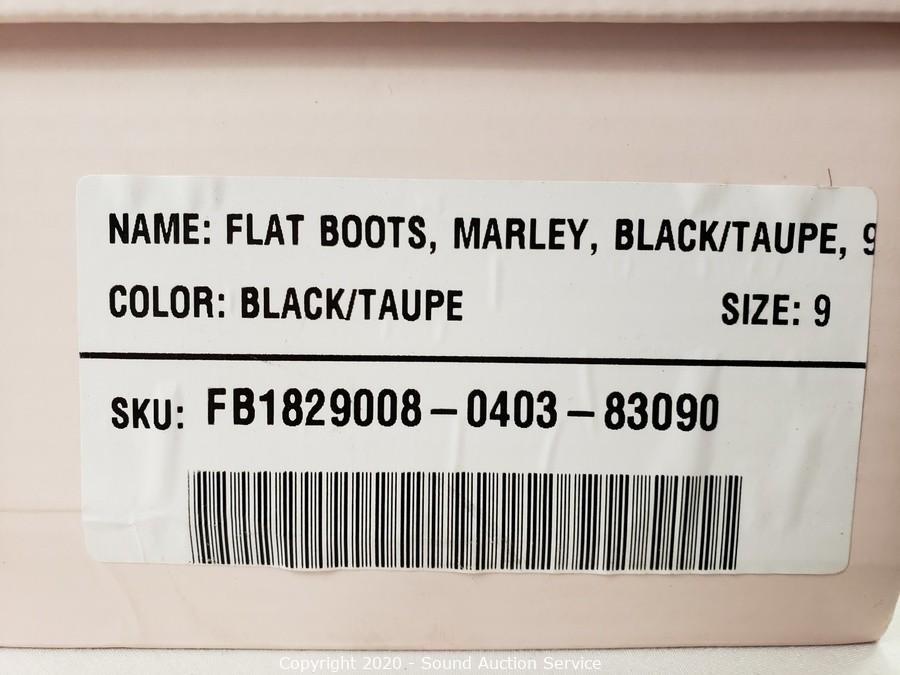 NAME: FLAT BOOTS, MARLEY, BLACK/TAUPE, 9
COLOR: BLACK/TAUPE SIZE: 9
SKU: FB1829008-0403-83090
Copyright 2020 - Sound Auction Service